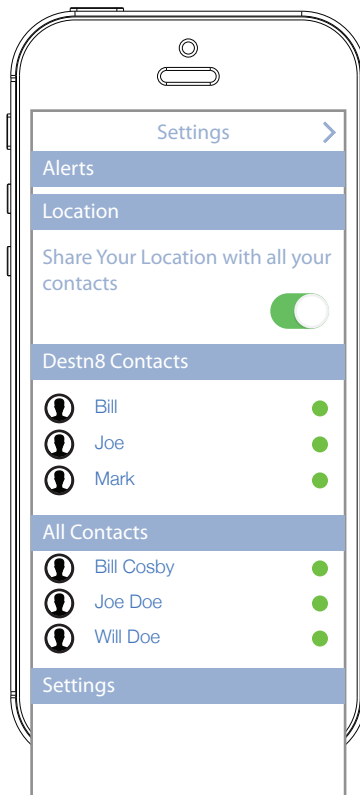 Settings
Alerts
Location
Share Your Location with all your
contacts
Destn8 Contacts
Bill
Joe
Mark
All Contacts
Bill Cosby
Joe Doe
Will Doe
Settings